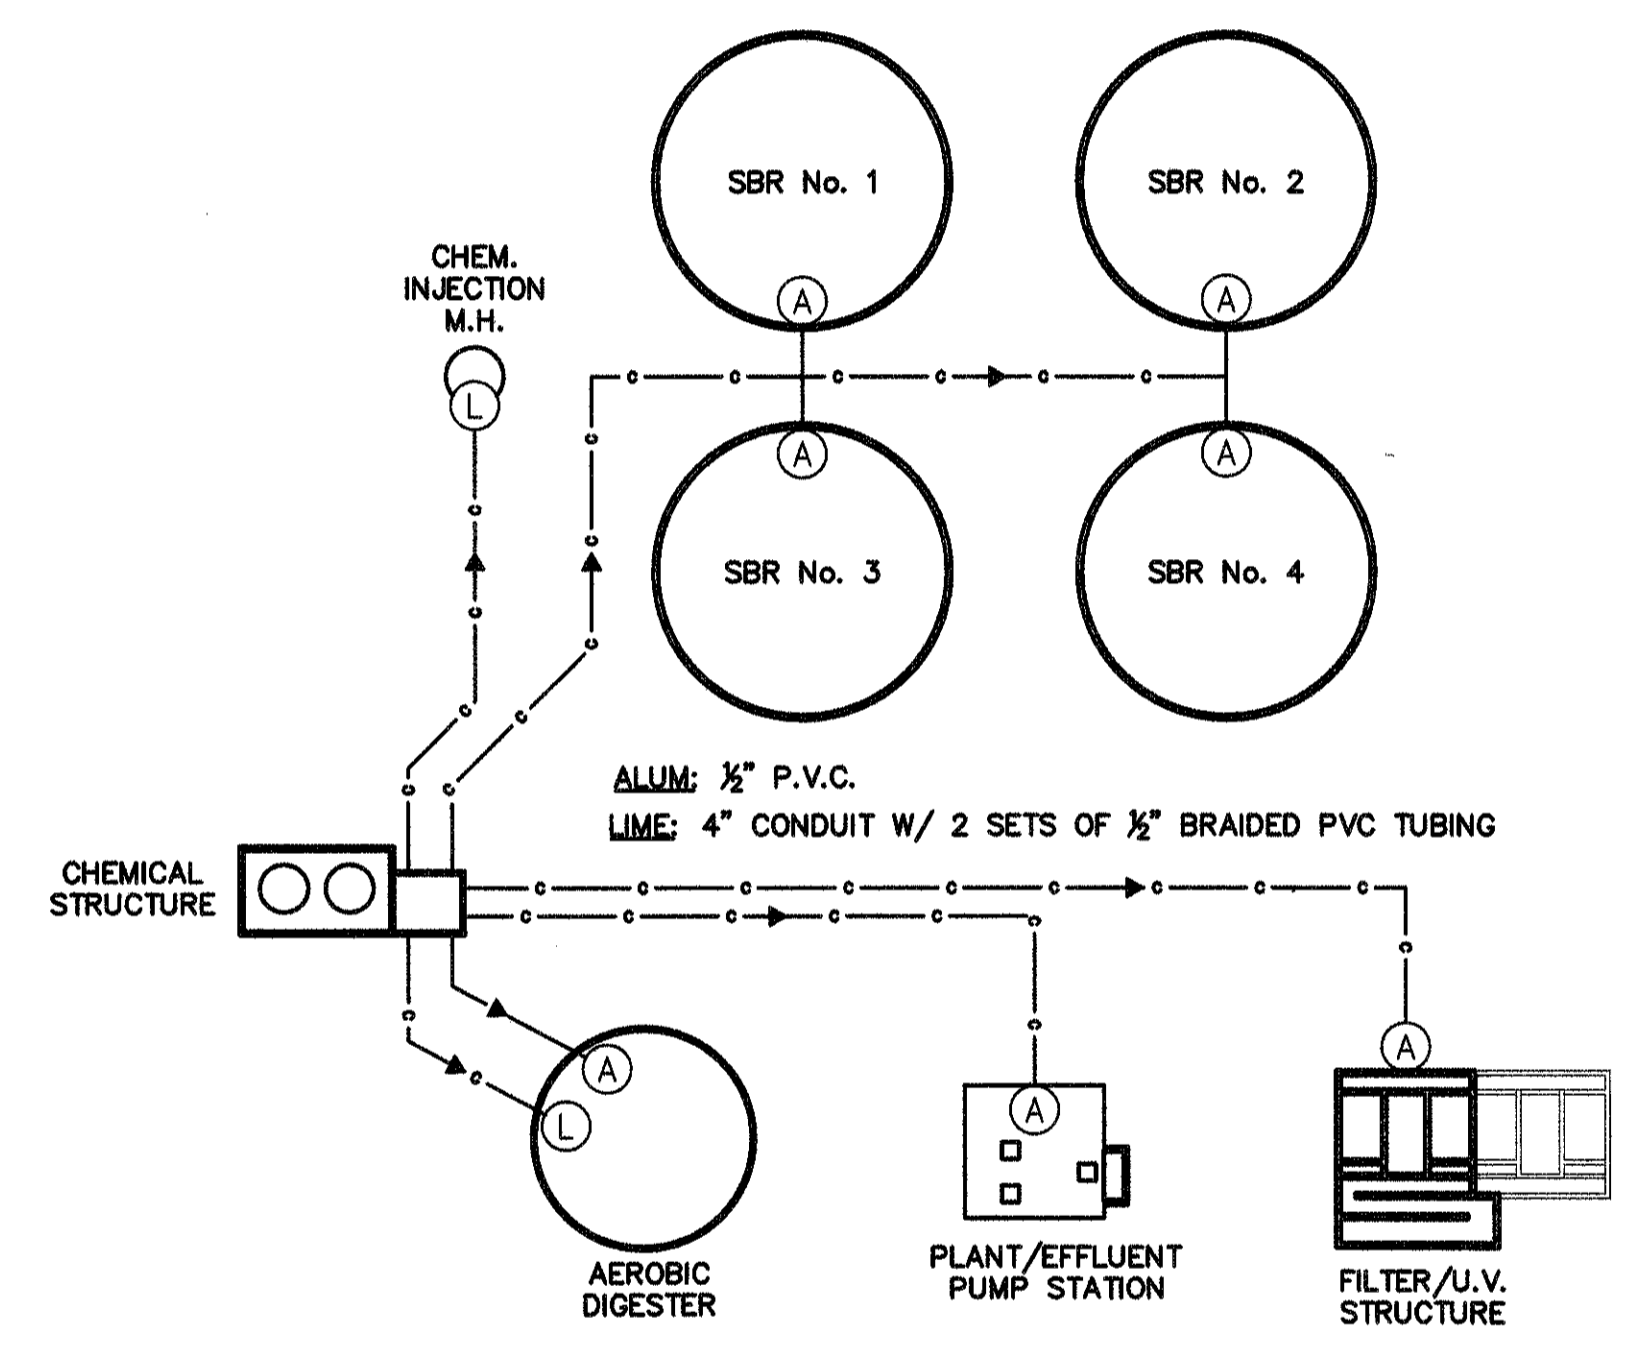 SBR No. 1
SBR No. 2
CHEM.
INJECTION
M.H.
A
A
L
c c c c c c
A
A
c
c
c
c
c
SBR No. 3
SBR No. 4
c
c
c
c
c
ALUM: ½" P.V.C.
LIME: 4" CONDUIT W/ 2 SETS OF ½" BRAIDED PVC TUBING
CHEMICAL
STRUCTURE
c c c c c c c c c
c c c c c c
c
c
c
c
A
A
A
L
AEROBIC
DIGESTER
PLANT/EFFLUENT
PUMP STATION
FILTER/U.V.
STRUCTURE